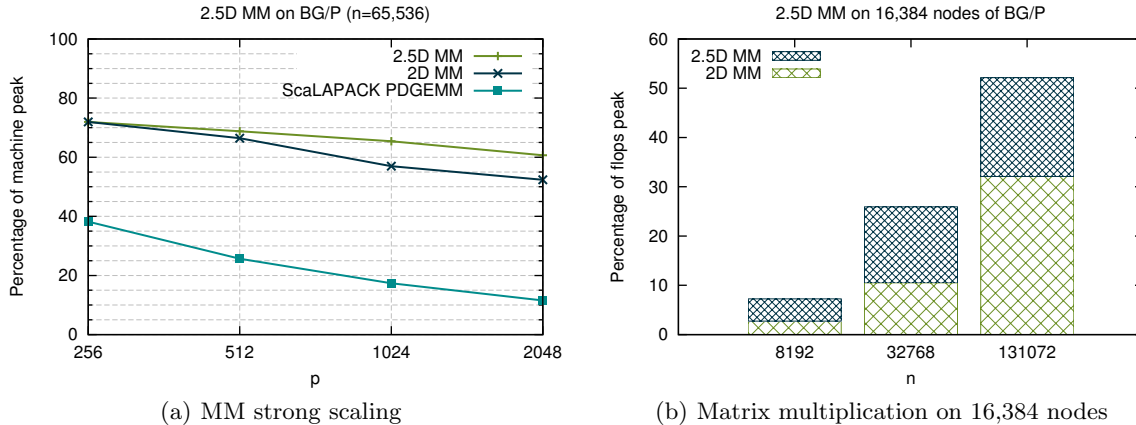 2.5D MM on BG/P (n=65,536)
Percentage of machine peak
100
80
60
40
20
0
256
512
1024
2048
p
2.5D MM
2D MM
ScaLAPACK PDGEMM
(a) MM strong scaling
2.5D MM on 16,384 nodes of BG/P
Percentage of flops peak
60
50
40
30
20
10
0
8192
32768
131072
n
2.5D MM
2D MM
(b) Matrix multiplication on 16,384 nodes